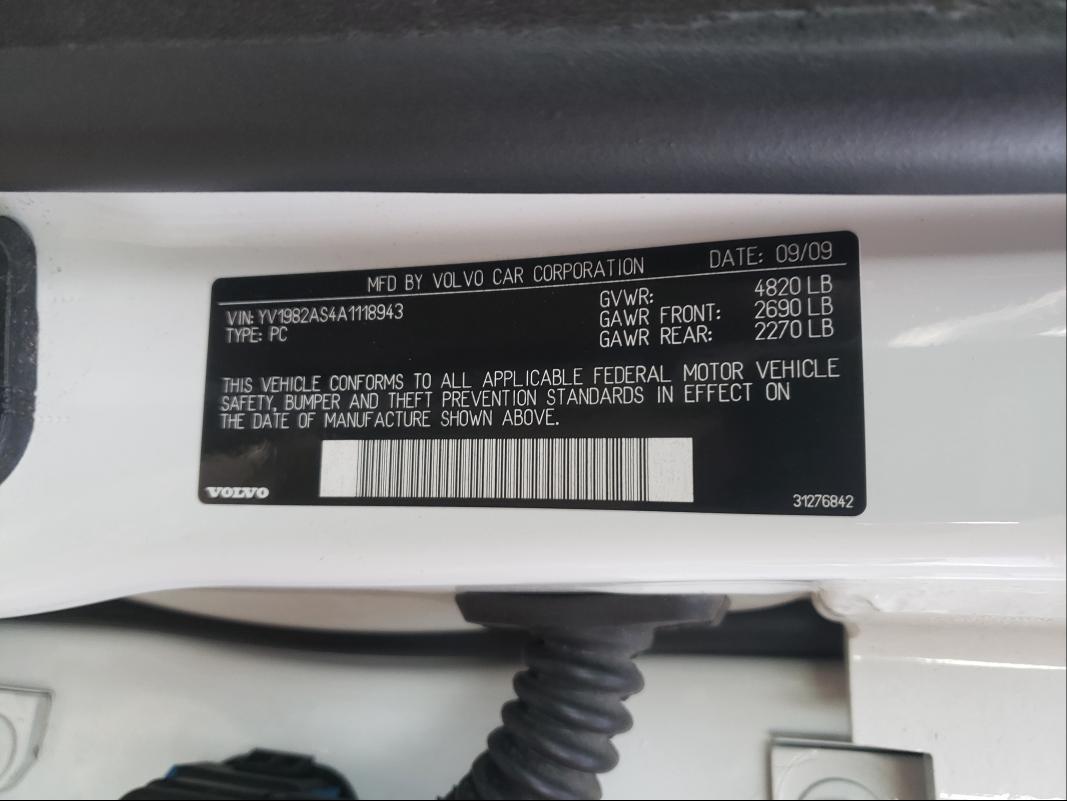 MFD BY VOLVO CAR CORPORATION DATE: 09/09
VIN: YV1982AS4A1118943
TYPE: PC
GVWR: 4820 LB
GAWR FRONT: 2690 LB
GAWR REAR: 2270 LB
THIS VEHICLE CONFORMS TO ALL APPLICABLE FEDERAL MOTOR VEHICLE
SAFETY, BUMPER AND THEFT PREVENTION STANDARDS IN EFFECT ON
THE DATE OF MANUFACTURE SHOWN ABOVE.
VOLVO
31276842